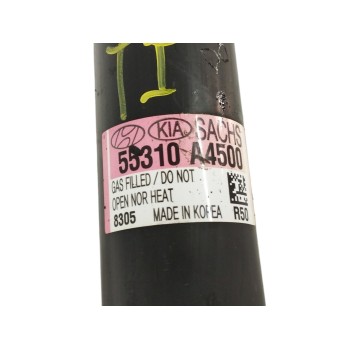 KIA SACHS
55310 A4500
GAS FILLED / DO NOT
OPEN NOR HEAT
8305 MADE IN KOREA R50